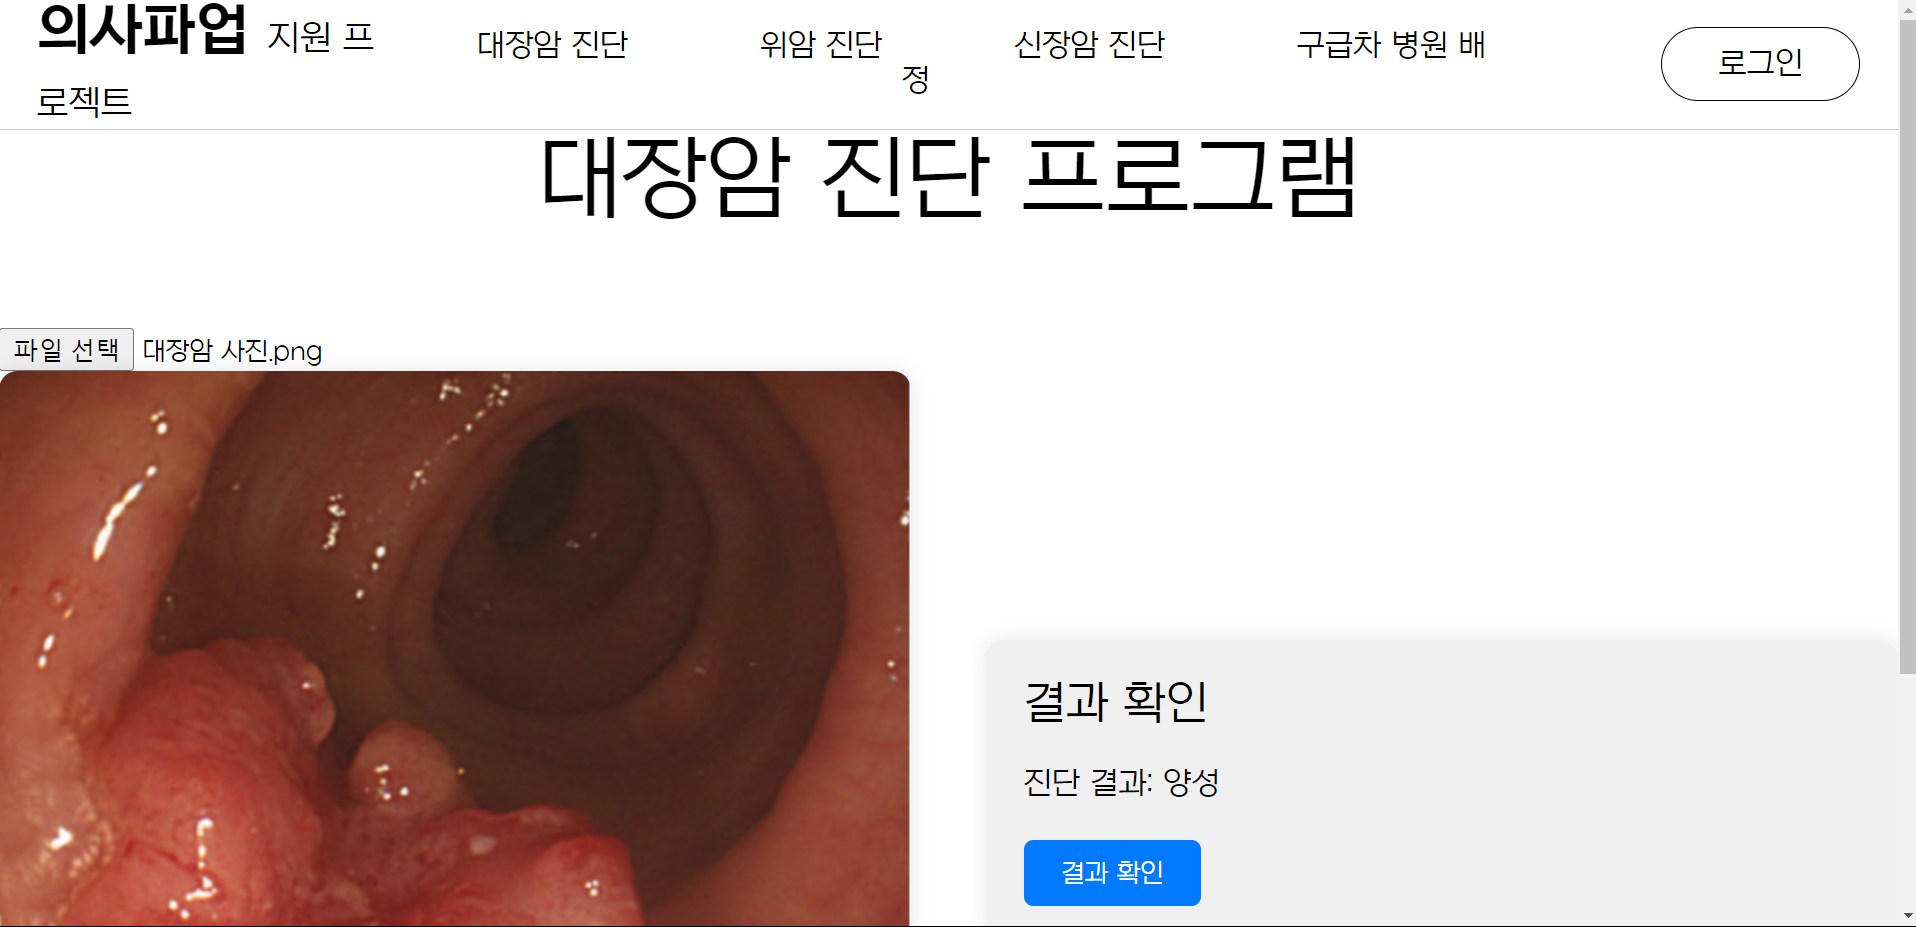 의사파업 지원 프
로젝트
대장암 진단
위암 진단
신장암 진단
구급차 병원 배
정
로그인
대장암 진단 프로그램
파일 선택 대장암 사진.png
결과 확인
진단 결과: 양성
결과 확인